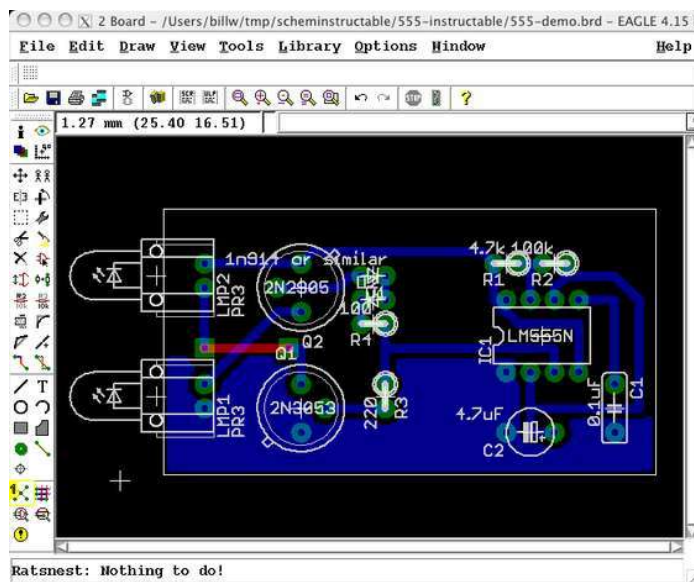 2 Board - /Users/billw/tmp/scheminstructable/555-instructable/555-demo.brd - EAGLE 4.15
File Edit Draw View Tools Library Options Window Help
1.27 mm (25.40 16.51)
1n914 or similar
4.7k 100k
R1 R2
LMP2
PR3
2N2905
100
R4
Q2
Q1
IC1
LM555N
LMP1
PR3
2N3053
220
R3
4.7uF
C2
0.1uF
C1
Ratsnest: Nothing to do!